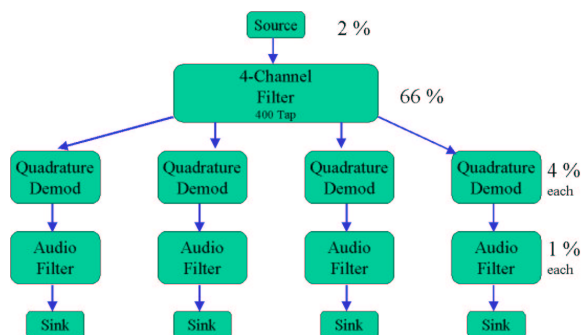 Source 2 %
4-Channel
Filter
400 Tap
66 %
Quadrature Quadrature Quadrature Quadrature 4 %
Demod Demod Demod Demod each
Audio Audio Audio Audio 1 %
Filter Filter Filter Filter each
Sink Sink Sink Sink